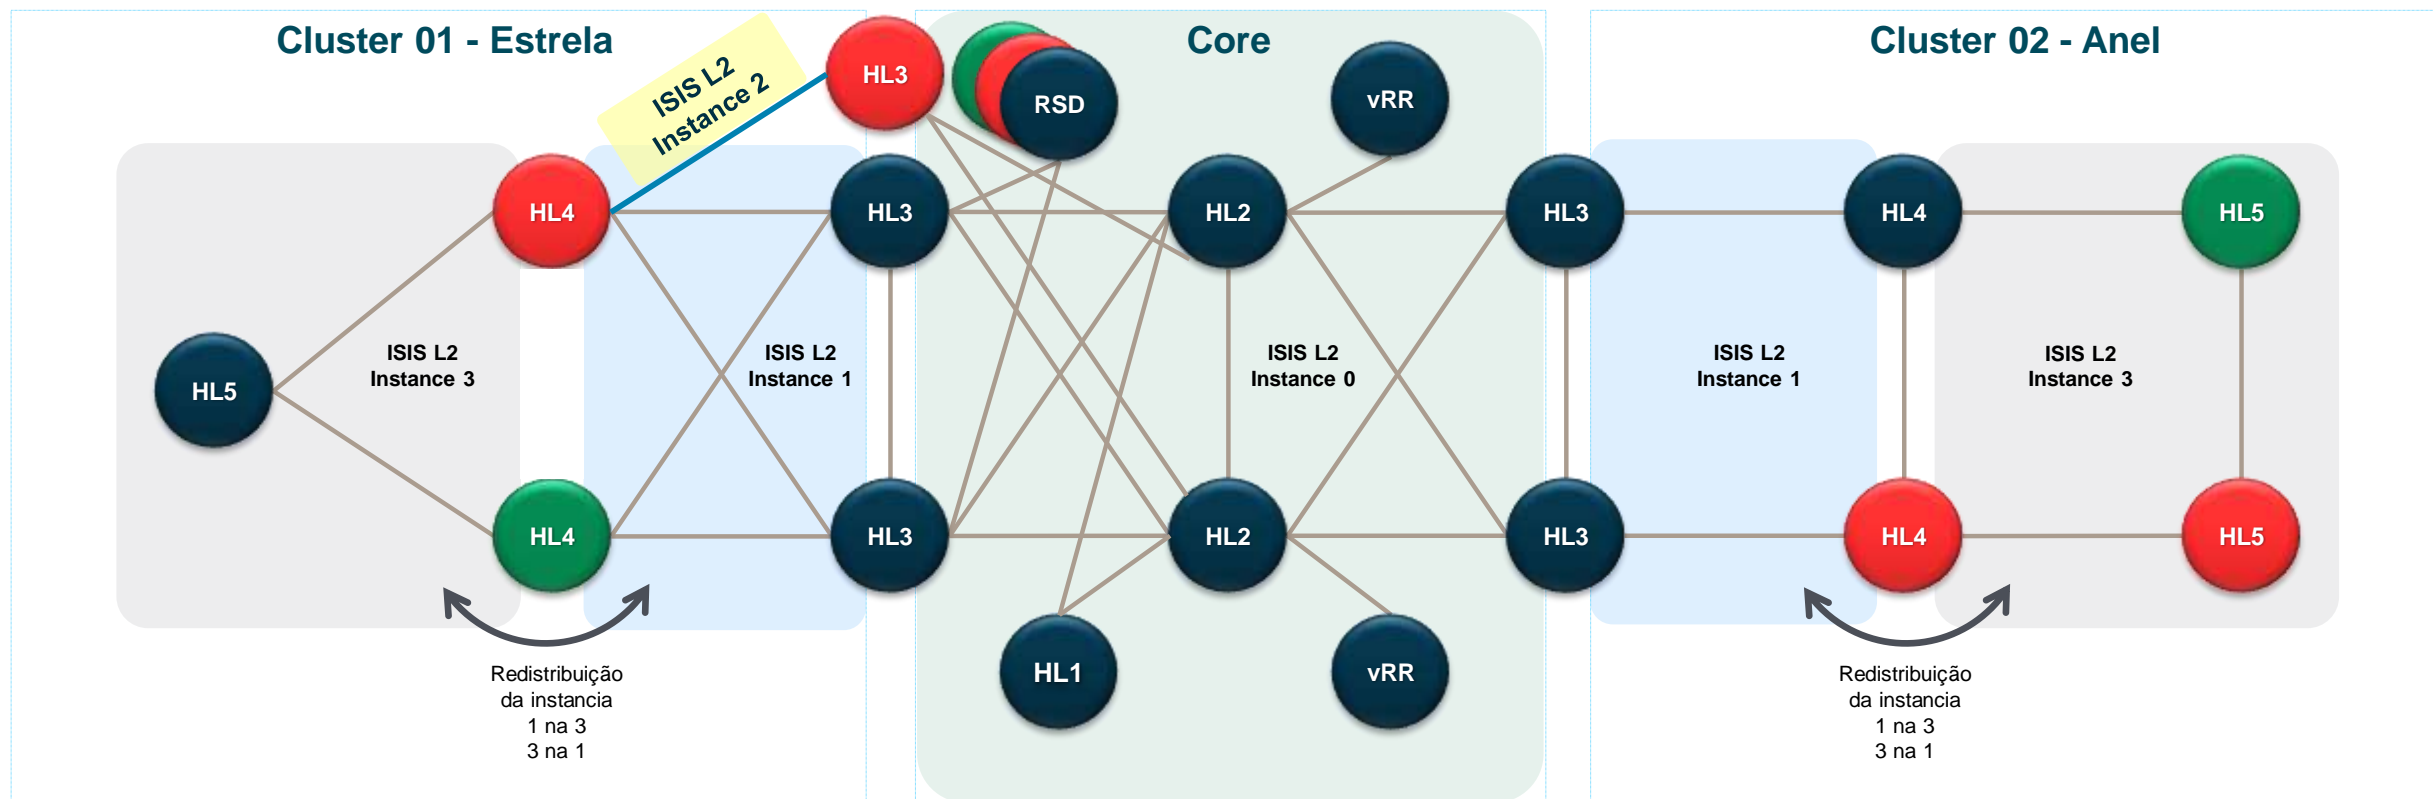 Cluster 01 - Estrela
Core
Cluster 02 - Anel
ISIS L2
Instance 2
HL3
RSD
vRR
HL4
HL3
HL2
HL3
HL4
HL5
ISIS L2
Instance 3
ISIS L2
Instance 1
ISIS L2
Instance 0
ISIS L2
Instance 1
ISIS L2
Instance 3
HL5
HL4
HL3
HL2
HL3
HL4
HL5
HL1
vRR
Redistribuição
da instancia
1 na 3
3 na 1
Redistribuição
da instancia
1 na 3
3 na 1